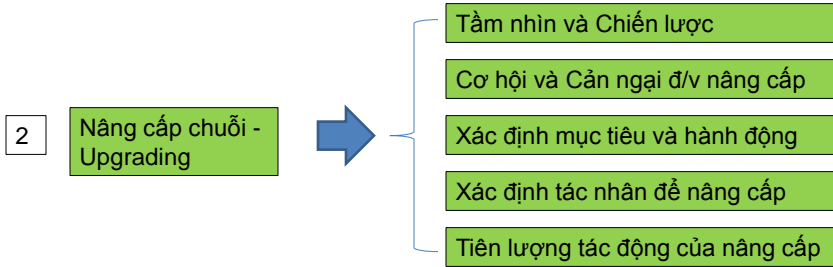 2
Nâng cấp chuỗi -
Upgrading
Tầm nhìn và Chiến lược
Cơ hội và Cản ngại đ/v nâng cấp
Xác định mục tiêu và hành động
Xác định tác nhân để nâng cấp
Tiên lượng tác động của nâng cấp